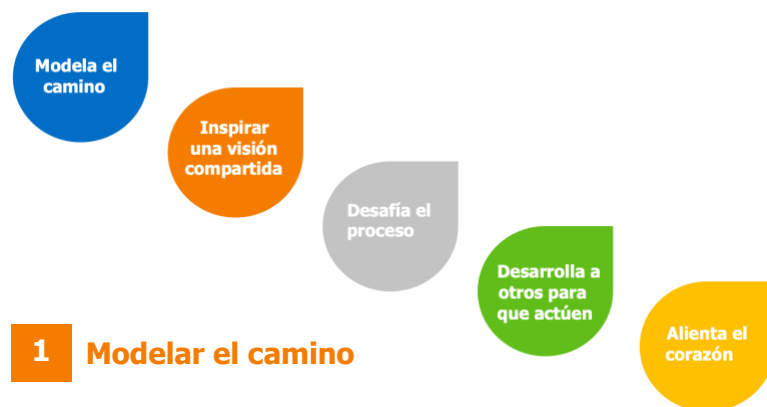 Modela el
camino
Inspirar
una visión
compartida
Desafía el
proceso
Desarrolla a
otros para
que actúen
Alienta el
corazón
1 Modelar el camino